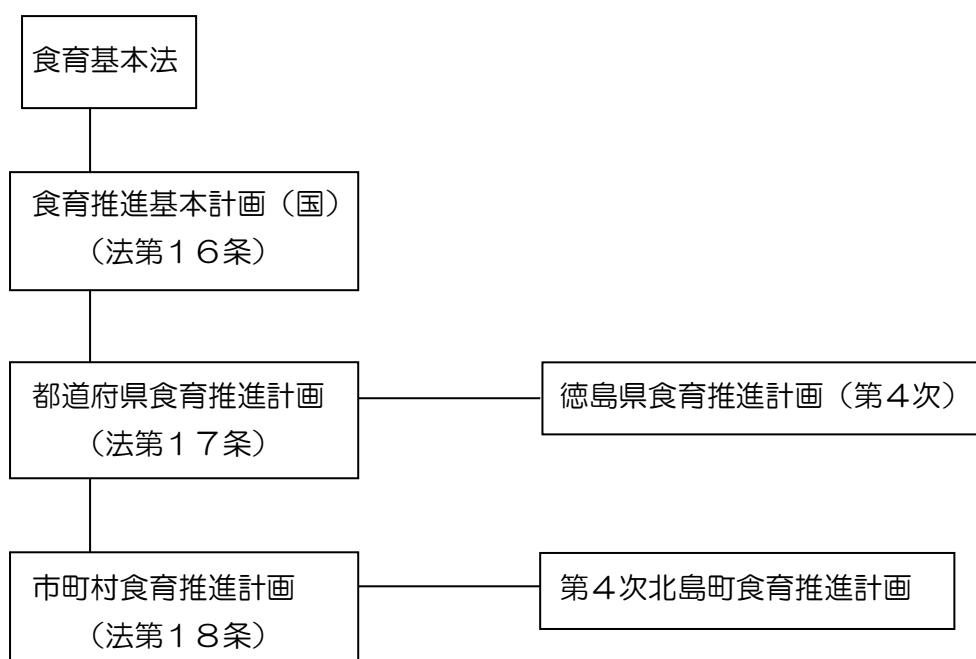 食育基本法
食育推進基本計画（国）
（法第１６条）
都道府県食育推進計画
（法第１７条）
徳島県食育推進計画（第４次）
市町村食育推進計画
（法第１８条）
第４次北島町食育推進計画